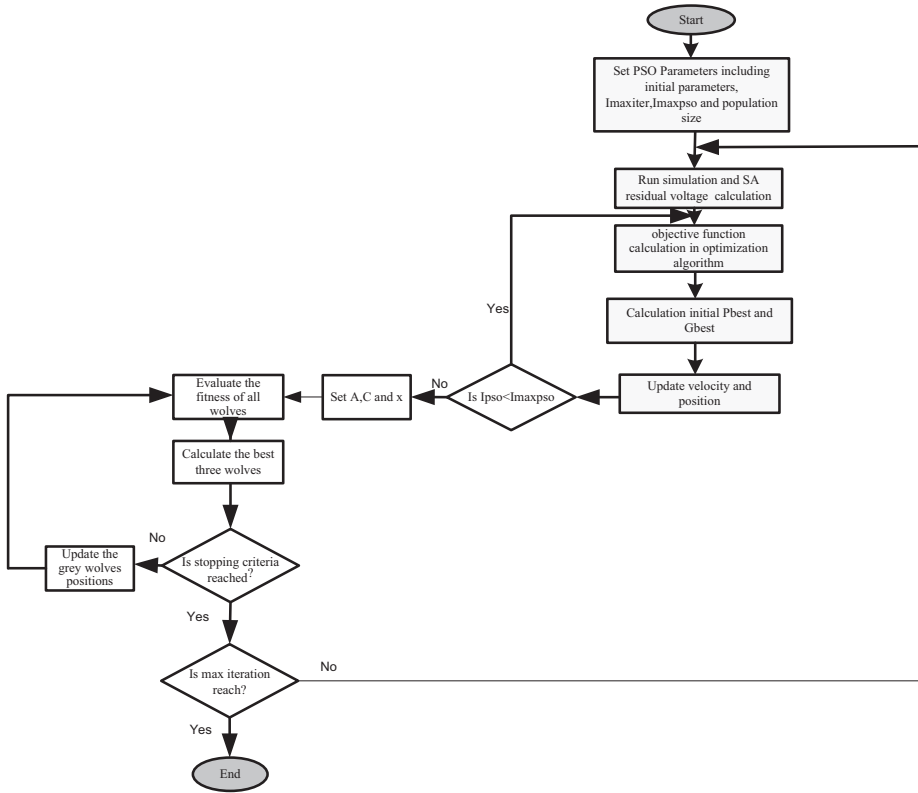 Start
Set PSO Parameters including
initial parameters,
Imaxiter,Imaxpso and population
size
Run simulation and SA
residual voltage calculation
objective function
calculation in optimization
algorithm
Calculation initial Pbest and
Gbest
Update velocity and
position
Is Ipso<Imaxpso
Yes
No
Set A,C and x
Evaluate the
fitness of all
wolves
Calculate the best
three wolves
Is stopping criteria
reached?
No
Update the
grey wolves
positions
Yes
Is max iteration
reach?
No
Yes
End